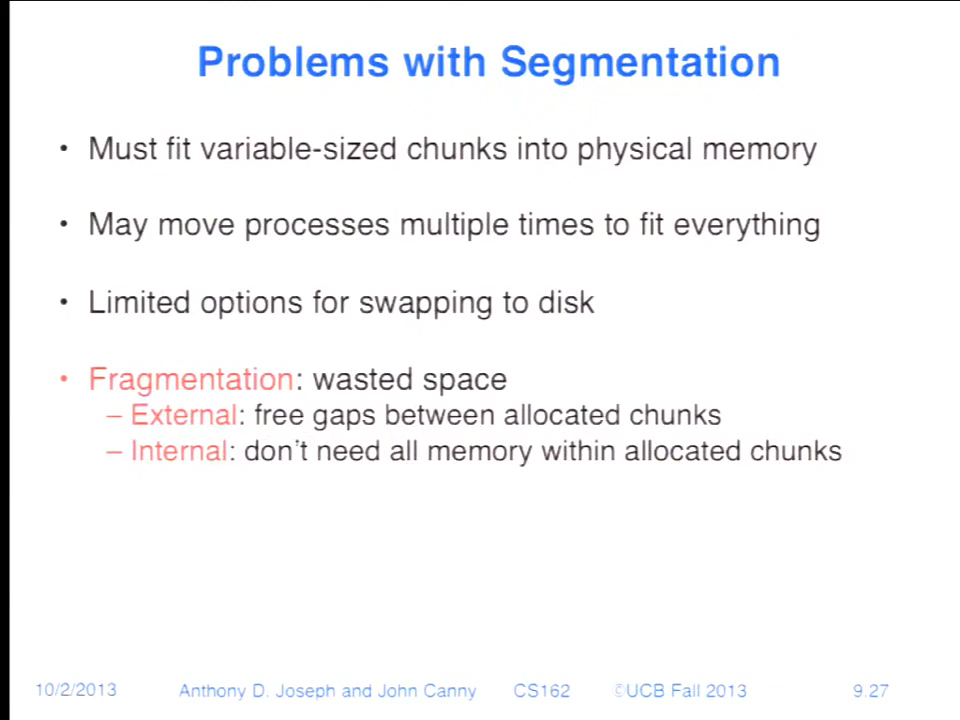 Problems with Segmentation
• Must fit variable-sized chunks into physical memory
• May move processes multiple times to fit everything
• Limited options for swapping to disk
• Fragmentation: wasted space
– External: free gaps between allocated chunks
– Internal: don't need all memory within allocated chunks
10/2/2013 Anthony D. Joseph and John Canny CS162 ©UCB Fall 2013 9.27